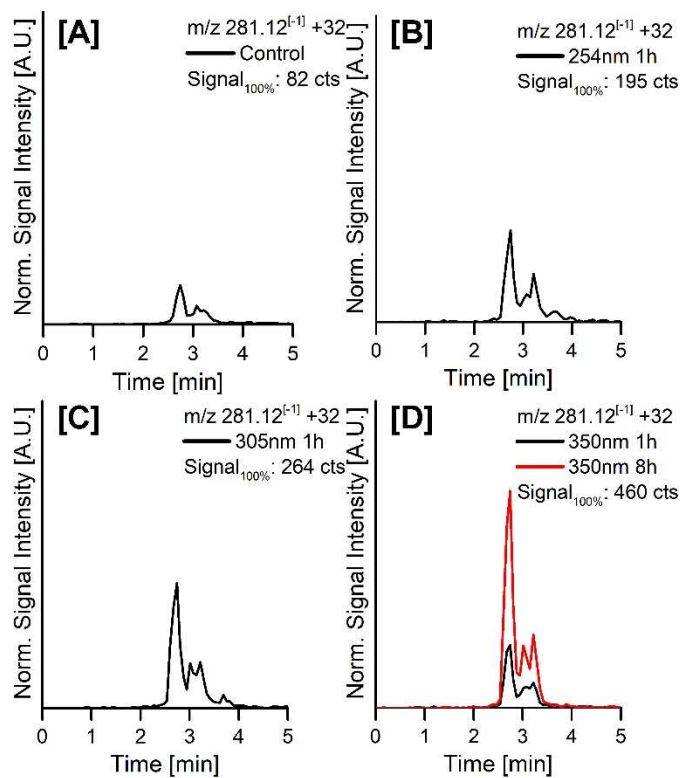 [A]
m/z 281.12[-1] +32
Control
Signal100%: 82 cts
Norm. Signal Intensity [A.U.]
0 1 2 3 4 5
Time [min]
[B]
m/z 281.12[-1] +32
254nm 1h
Signal100%: 195 cts
Norm. Signal Intensity [A.U.]
0 1 2 3 4 5
Time [min]
[C]
m/z 281.12[-1] +32
305nm 1h
Signal100%: 264 cts
Norm. Signal Intensity [A.U.]
0 1 2 3 4 5
Time [min]
[D]
m/z 281.12[-1] +32
350nm 1h
350nm 8h
Signal100%: 460 cts
Norm. Signal Intensity [A.U.]
0 1 2 3 4 5
Time [min]